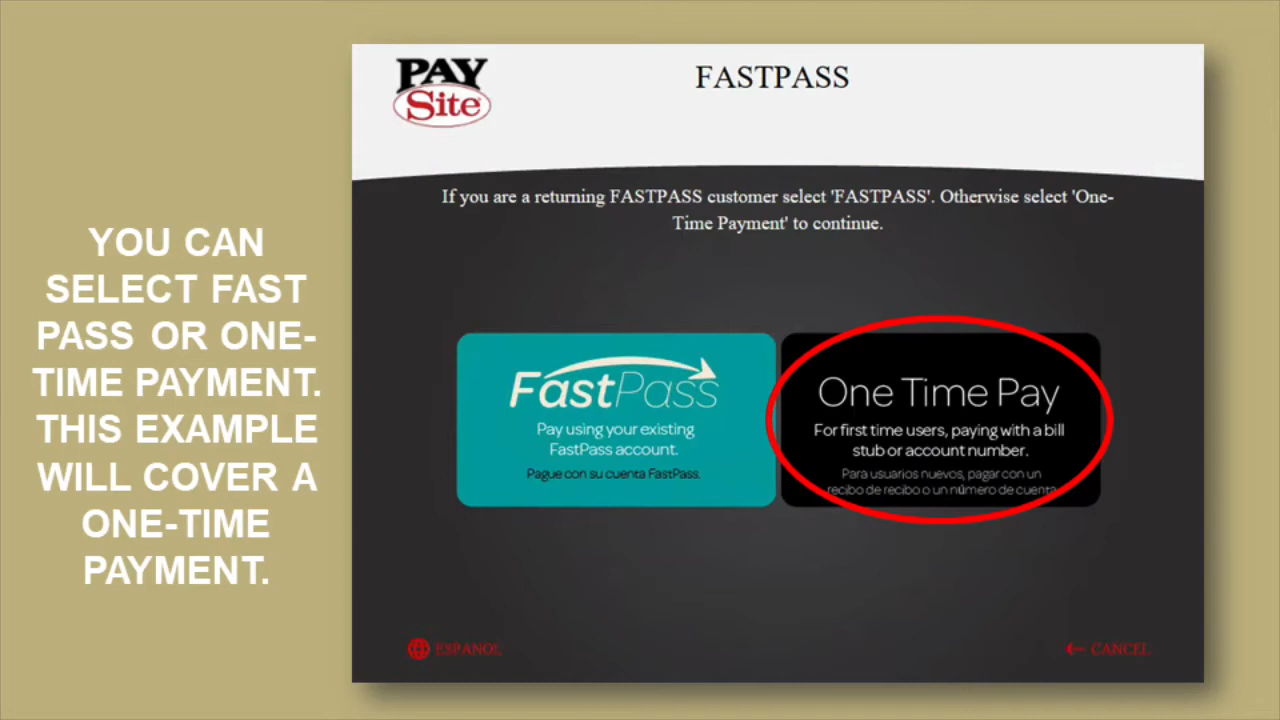 PAY
Site
FASTPASS
If you are a returning FASTPASS customer select 'FASTPASS'. Otherwise select 'One-
Time Payment' to continue.
YOU CAN
SELECT FAST
PASS OR ONE-
TIME PAYMENT.
THIS EXAMPLE
WILL COVER A
ONE-TIME
PAYMENT.
FastPass
Pay using your existing
FastPass account.
Pague con su cuenta FastPass.
One Time Pay
For first time users, paying with a bill
stub or account number.
Para usuarios nuevos, pagar con un
recibo de recibo o un número de cuenta
ESPANOL
CANCEL